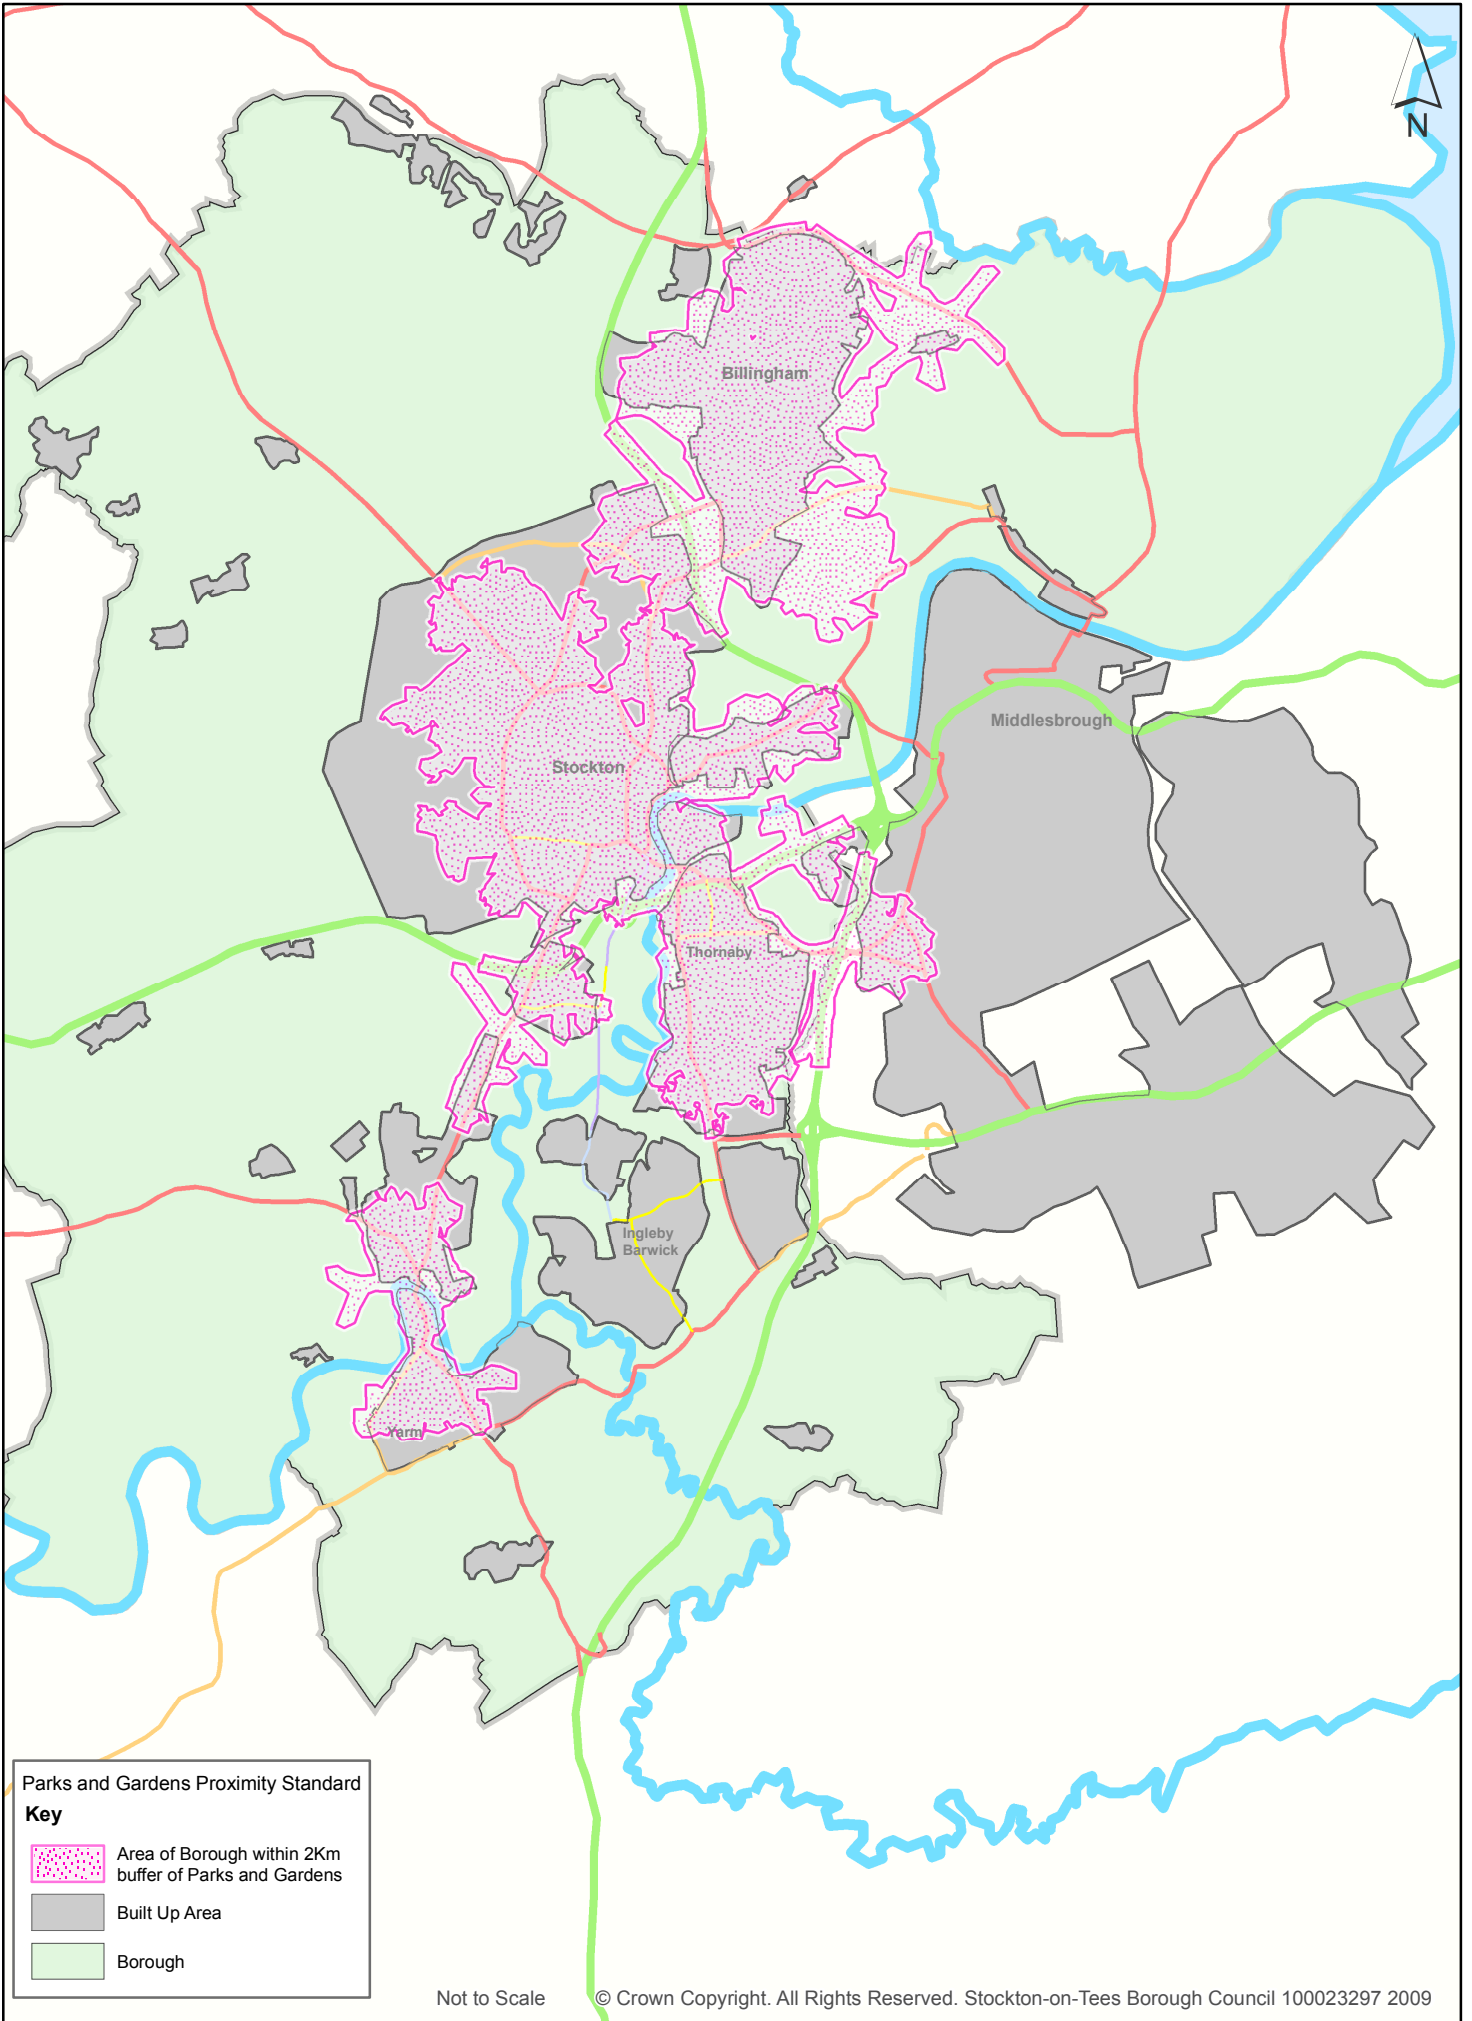 N
Billingham
Middlesbrough
Stockton
Thornaby
Ingleby
Barwick
Yarm
Parks and Gardens Proximity Standard
Key
Area of Borough within 2Km
buffer of Parks and Gardens
Built Up Area
Borough
Not to Scale © Crown Copyright. All Rights Reserved. Stockton-on-Tees Borough Council 100023297 2009